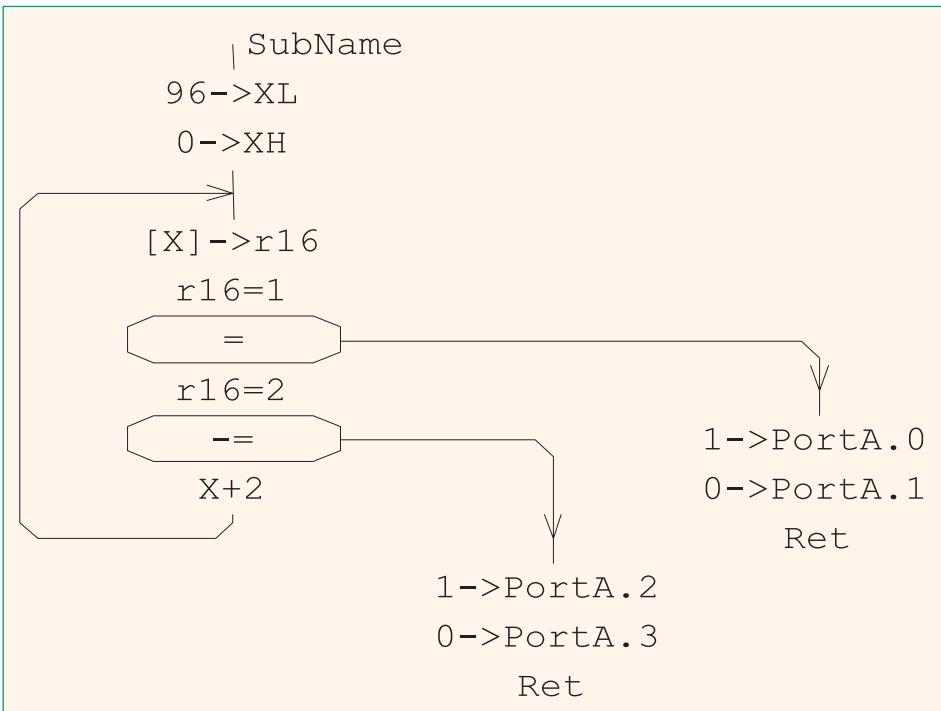 SubName
96->XL
0->XH
[X]->r16
r16=1
=
r16=2
-=
X+2
1->PortA.0
0->PortA.1
Ret
1->PortA.2
0->PortA.3
Ret